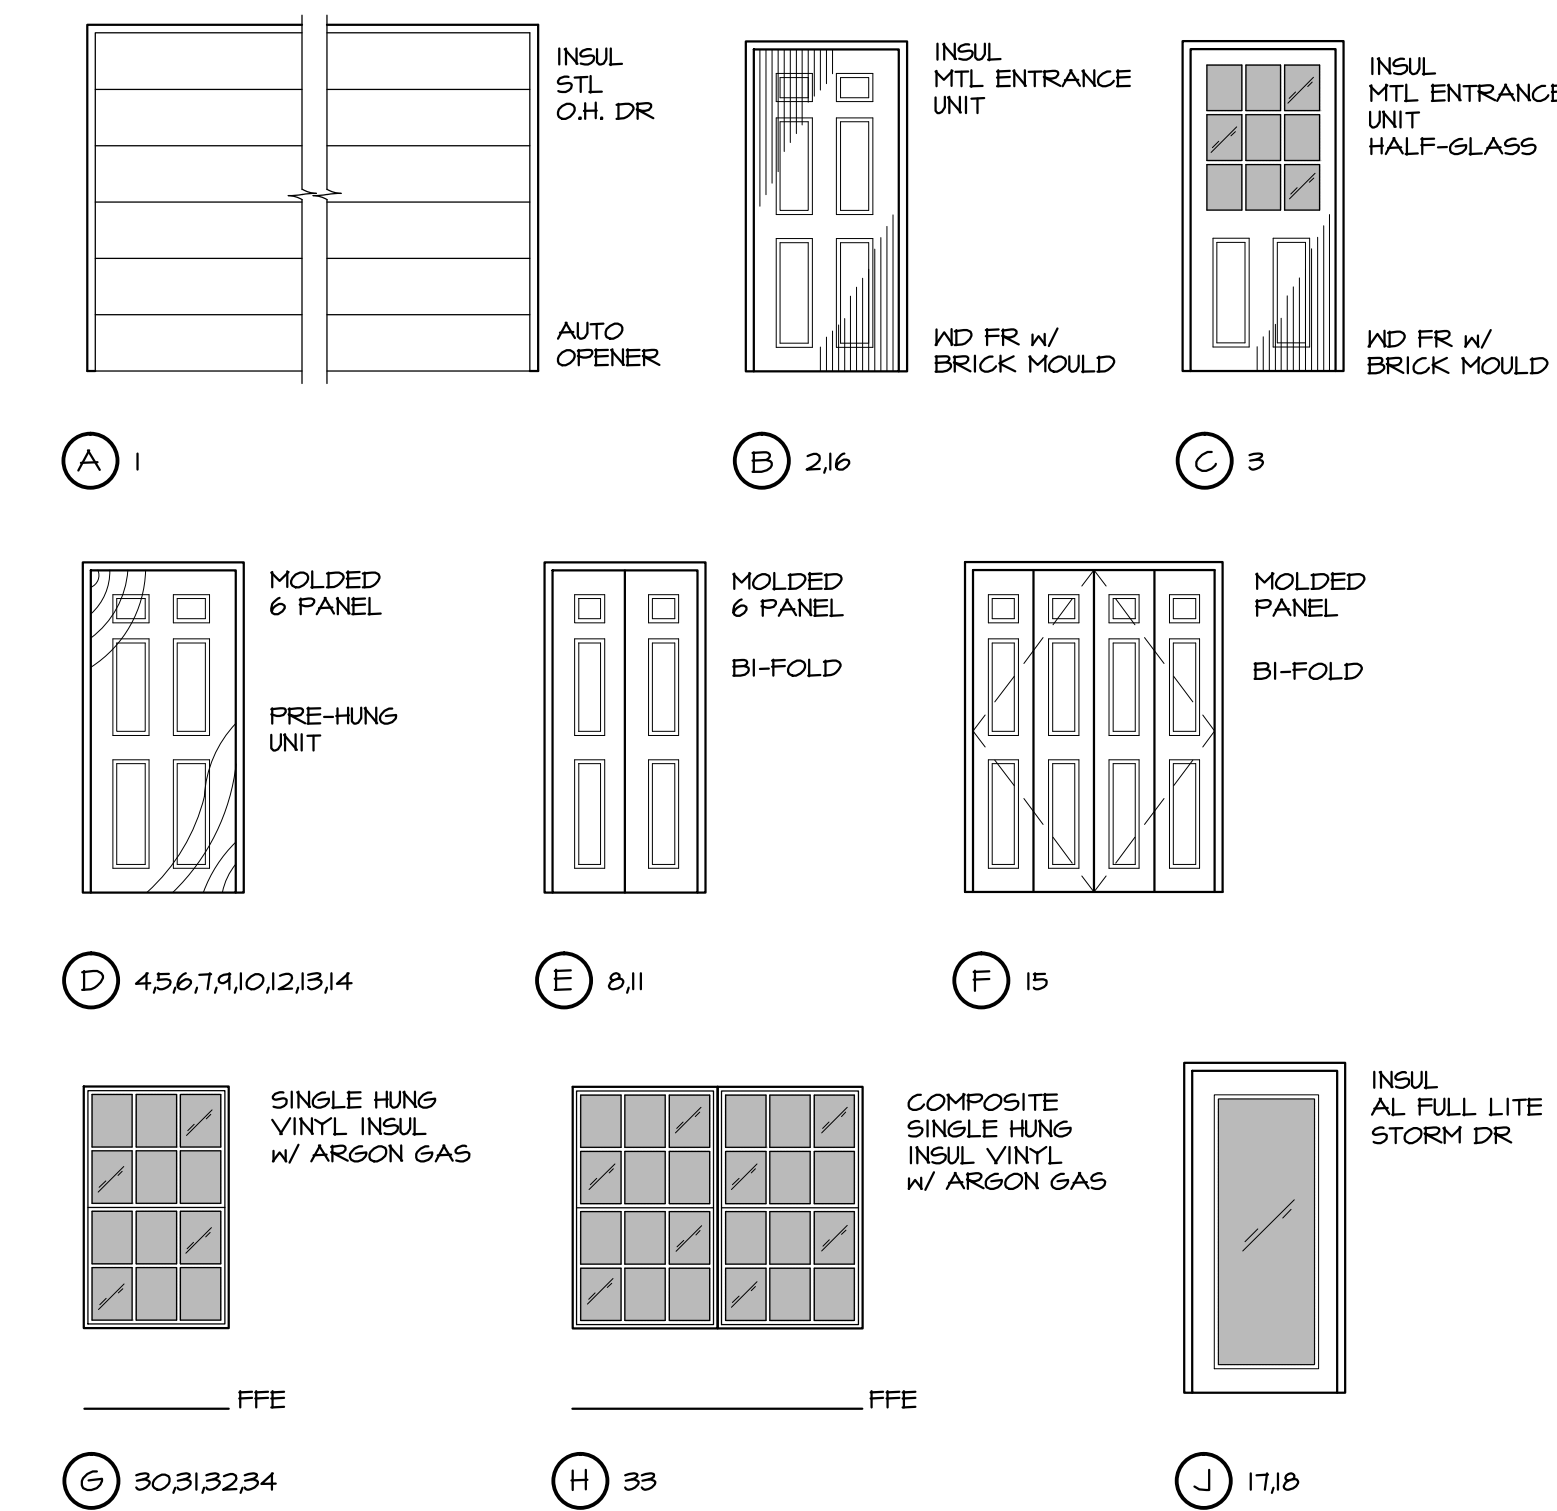 INSUL
STL
O.H. DR
AUTO
OPENER
A 1
INSUL
MTL ENTRANCE
UNIT
WD FR w/
BRICK MOULD
B 2,16
INSUL
MTL ENTRANCE
UNIT
HALF-GLASS
WD FR w/
BRICK MOULD
C 3
MOLDED
6 PANEL
PRE-HUNG
UNIT
D 4,5,6,7,9,10,12,13,14
MOLDED
6 PANEL
BI-FOLD
E 8,11
MOLDED
PANEL
BI-FOLD
F 15
SINGLE HUNG
VINYL INSUL
w/ ARGON GAS
FFE
G 30,31,32,34
COMPOSITE
SINGLE HUNG
INSUL VINYL
w/ ARGON GAS
FFE
H 33
INSUL
AL FULL LITE
STORM DR
J 17,18